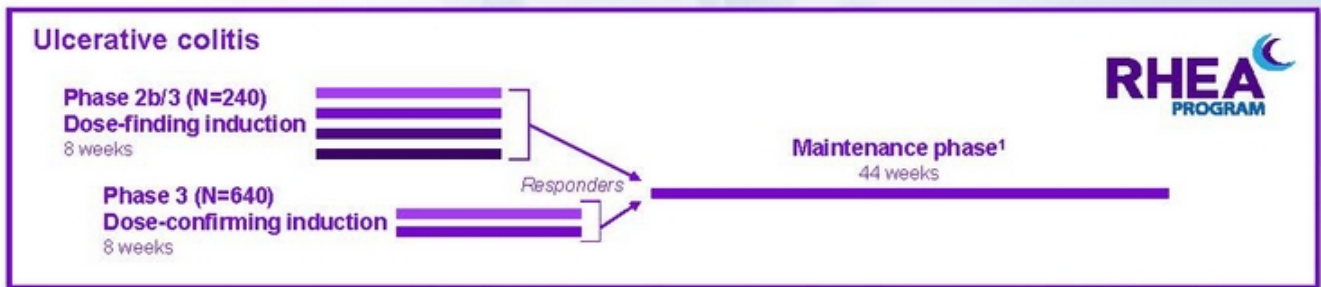 Ulcerative colitis
RHEA
PROGRAM
Phase 2b/3 (N=240)
Dose-finding induction
8 weeks
Phase 3 (N=640)
Dose-confirming induction
8 weeks
Responders
Maintenance phase¹
44 weeks